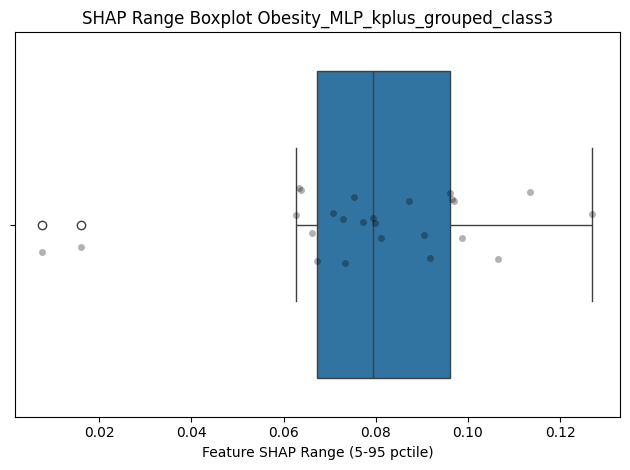 SHAP Range Boxplot Obesity_MLP_kplus_grouped_class3
0.02 0.04 0.06 0.08 0.10 0.12
Feature SHAP Range (5-95 pctile)